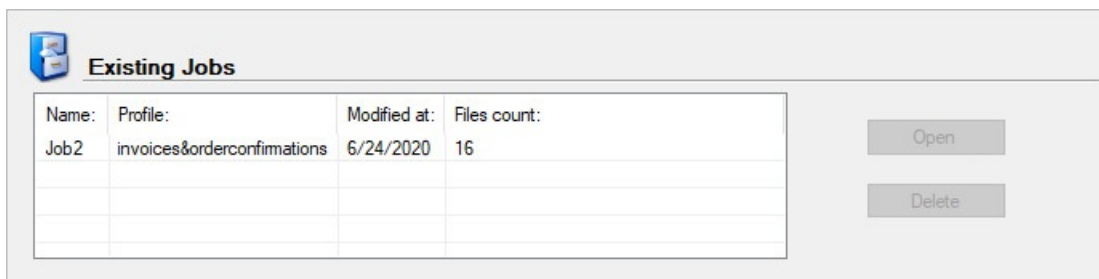 Existing Jobs
Name: Profile: Modified at: Files count:
Job2 invoices&orderconfirmations 6/24/2020 16
Open
Delete